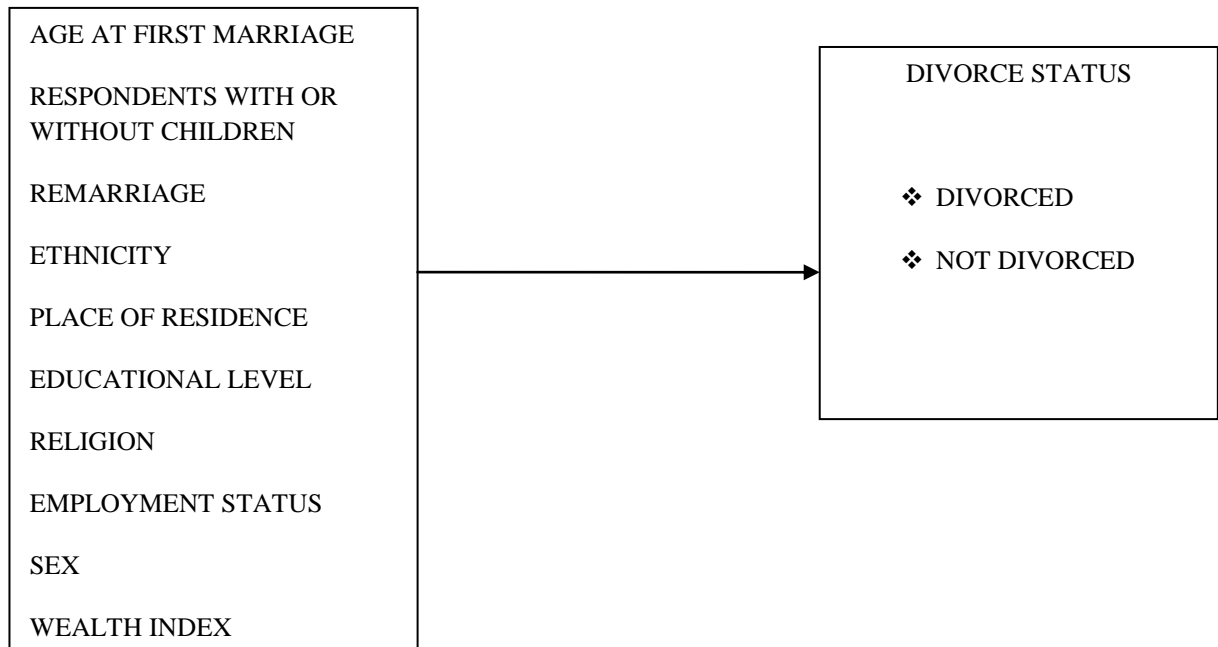 AGE AT FIRST MARRIAGE
RESPONDENTS WITH OR
WITHOUT CHILDREN
REMARRIAGE
ETHNICITY
PLACE OF RESIDENCE
EDUCATIONAL LEVEL
RELIGION
EMPLOYMENT STATUS
SEX
WEALTH INDEX
DIVORCE STATUS
❖ DIVORCED
❖ NOT DIVORCED